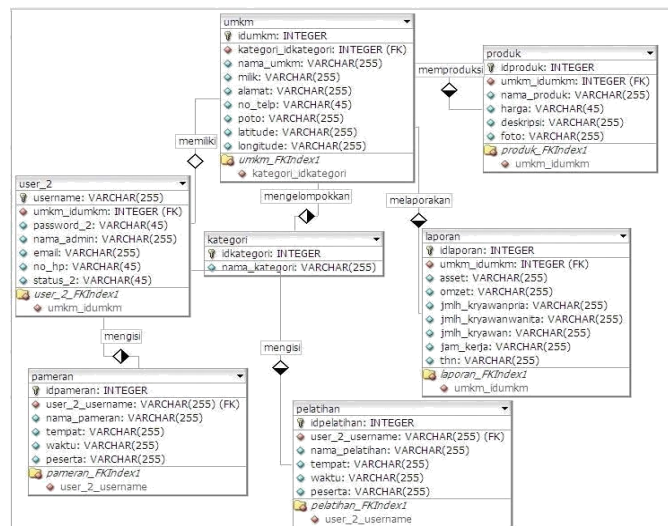 umkm
idumkm: INTEGER
kategori_idkategori: INTEGER (FK)
nama_umkm: VARCHAR(255)
milik: VARCHAR(255)
alamat: VARCHAR(255)
no_telp: VARCHAR(45)
poto: VARCHAR(255)
latitude: VARCHAR(255)
longitude: VARCHAR(255)
umkm_FKIndex1
kategori_idkategori
memproduksi
produk
idproduk: INTEGER
umkm_idumkm: INTEGER (FK)
nama_produk: VARCHAR(255)
harga: VARCHAR(45)
deskripsi: VARCHAR(255)
foto: VARCHAR(255)
produk_FKIndex1
umkm_idumkm
memiliki
mengelompokkan
melaporakan
user_2
username: VARCHAR(255)
umkm_idumkm: INTEGER (FK)
password_2: VARCHAR(45)
nama_admin: VARCHAR(255)
email: VARCHAR(255)
no_hp: VARCHAR(45)
status_2: VARCHAR(45)
user_2_FKIndex1
umkm_idumkm
kategori
idkategori: INTEGER
nama_kategori: VARCHAR(255)
laporan
idlaporan: INTEGER
umkm_idumkm: INTEGER (FK)
asset: VARCHAR(255)
omzet: VARCHAR(255)
jmlh_kryawanpria: VARCHAR(255)
jmlh_kryawanwanita: VARCHAR(255)
jmlh_kryawan: VARCHAR(255)
jam_kerja: VARCHAR(255)
thn: VARCHAR(255)
laporan_FKIndex1
umkm_idumkm
mengisi
mengisi
pameran
idpameran: INTEGER
user_2_username: VARCHAR(255) (FK)
nama_pameran: VARCHAR(255)
tempat: VARCHAR(255)
waktu: VARCHAR(255)
peserta: VARCHAR(255)
pameran_FKIndex1
user_2_username
pelatihan
idpelatihan: INTEGER
user_2_username: VARCHAR(255) (FK)
nama_pelatihan: VARCHAR(255)
tempat: VARCHAR(255)
waktu: VARCHAR(255)
peserta: VARCHAR(255)
pelatihan_FKIndex1
user_2_username